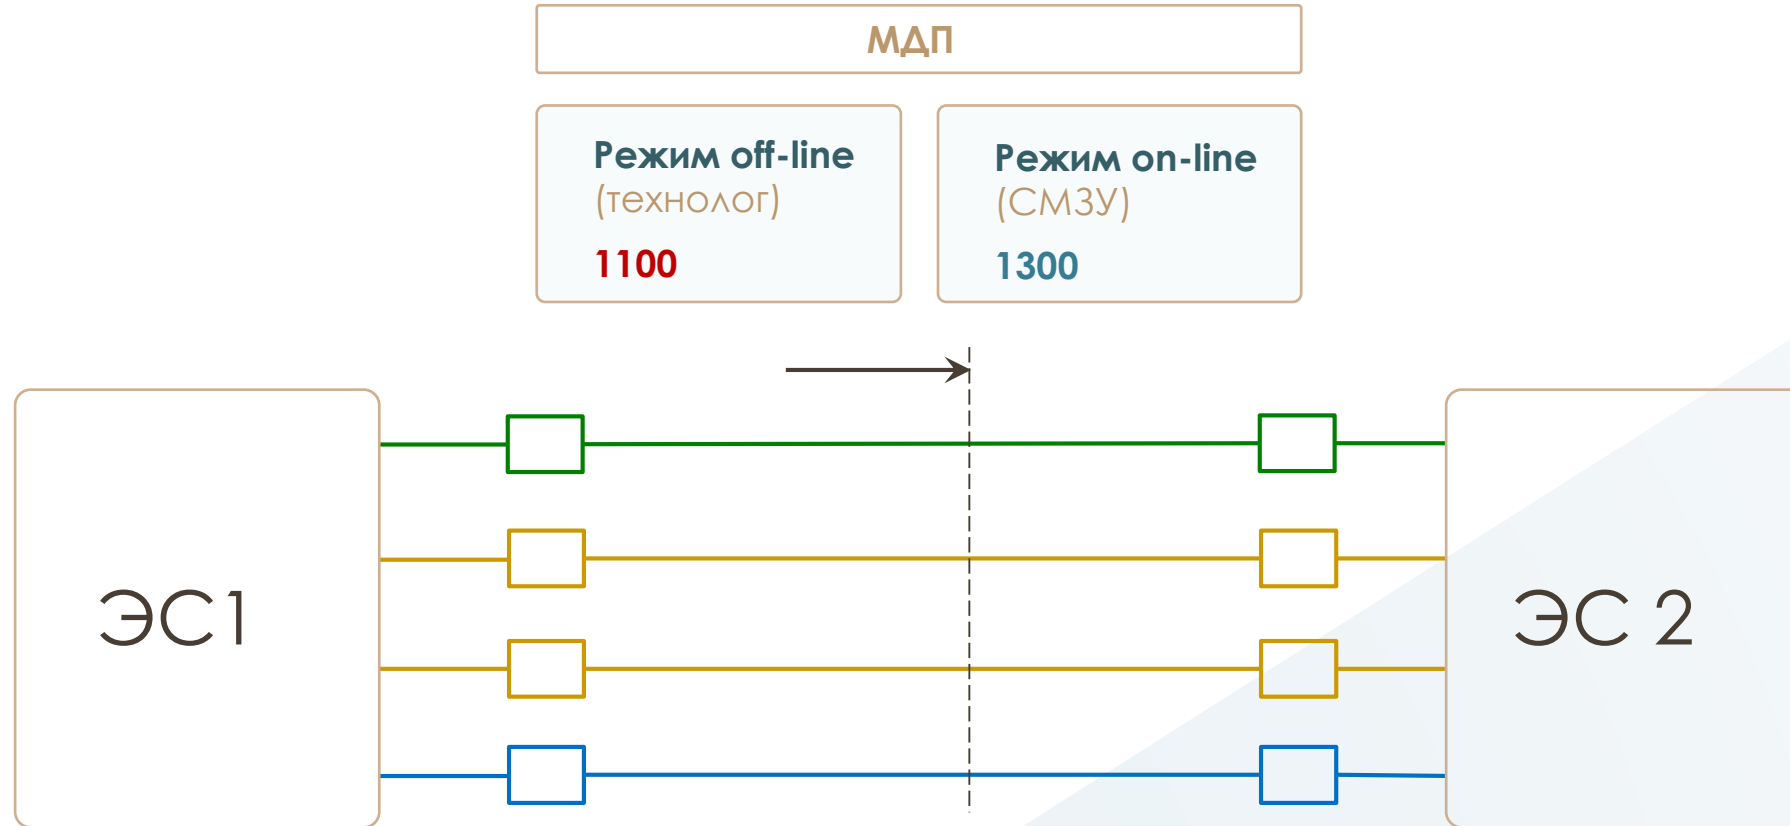 МДП
Режим off-line
(технолог)
1100
Режим on-line
(СМЗУ)
1300
ЭС1
ЭС 2